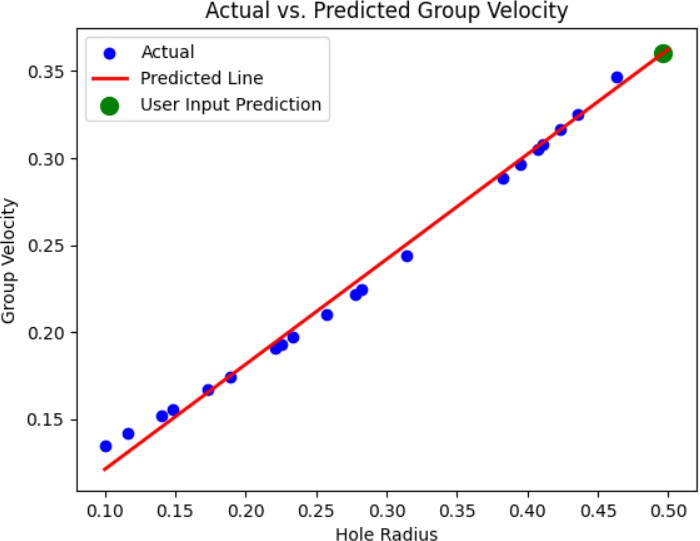 Actual vs. Predicted Group Velocity
Actual
Predicted Line
User Input Prediction
Group Velocity
0.35
0.30
0.25
0.20
0.15
0.10 0.15 0.20 0.25 0.30 0.35 0.40 0.45 0.50
Hole Radius